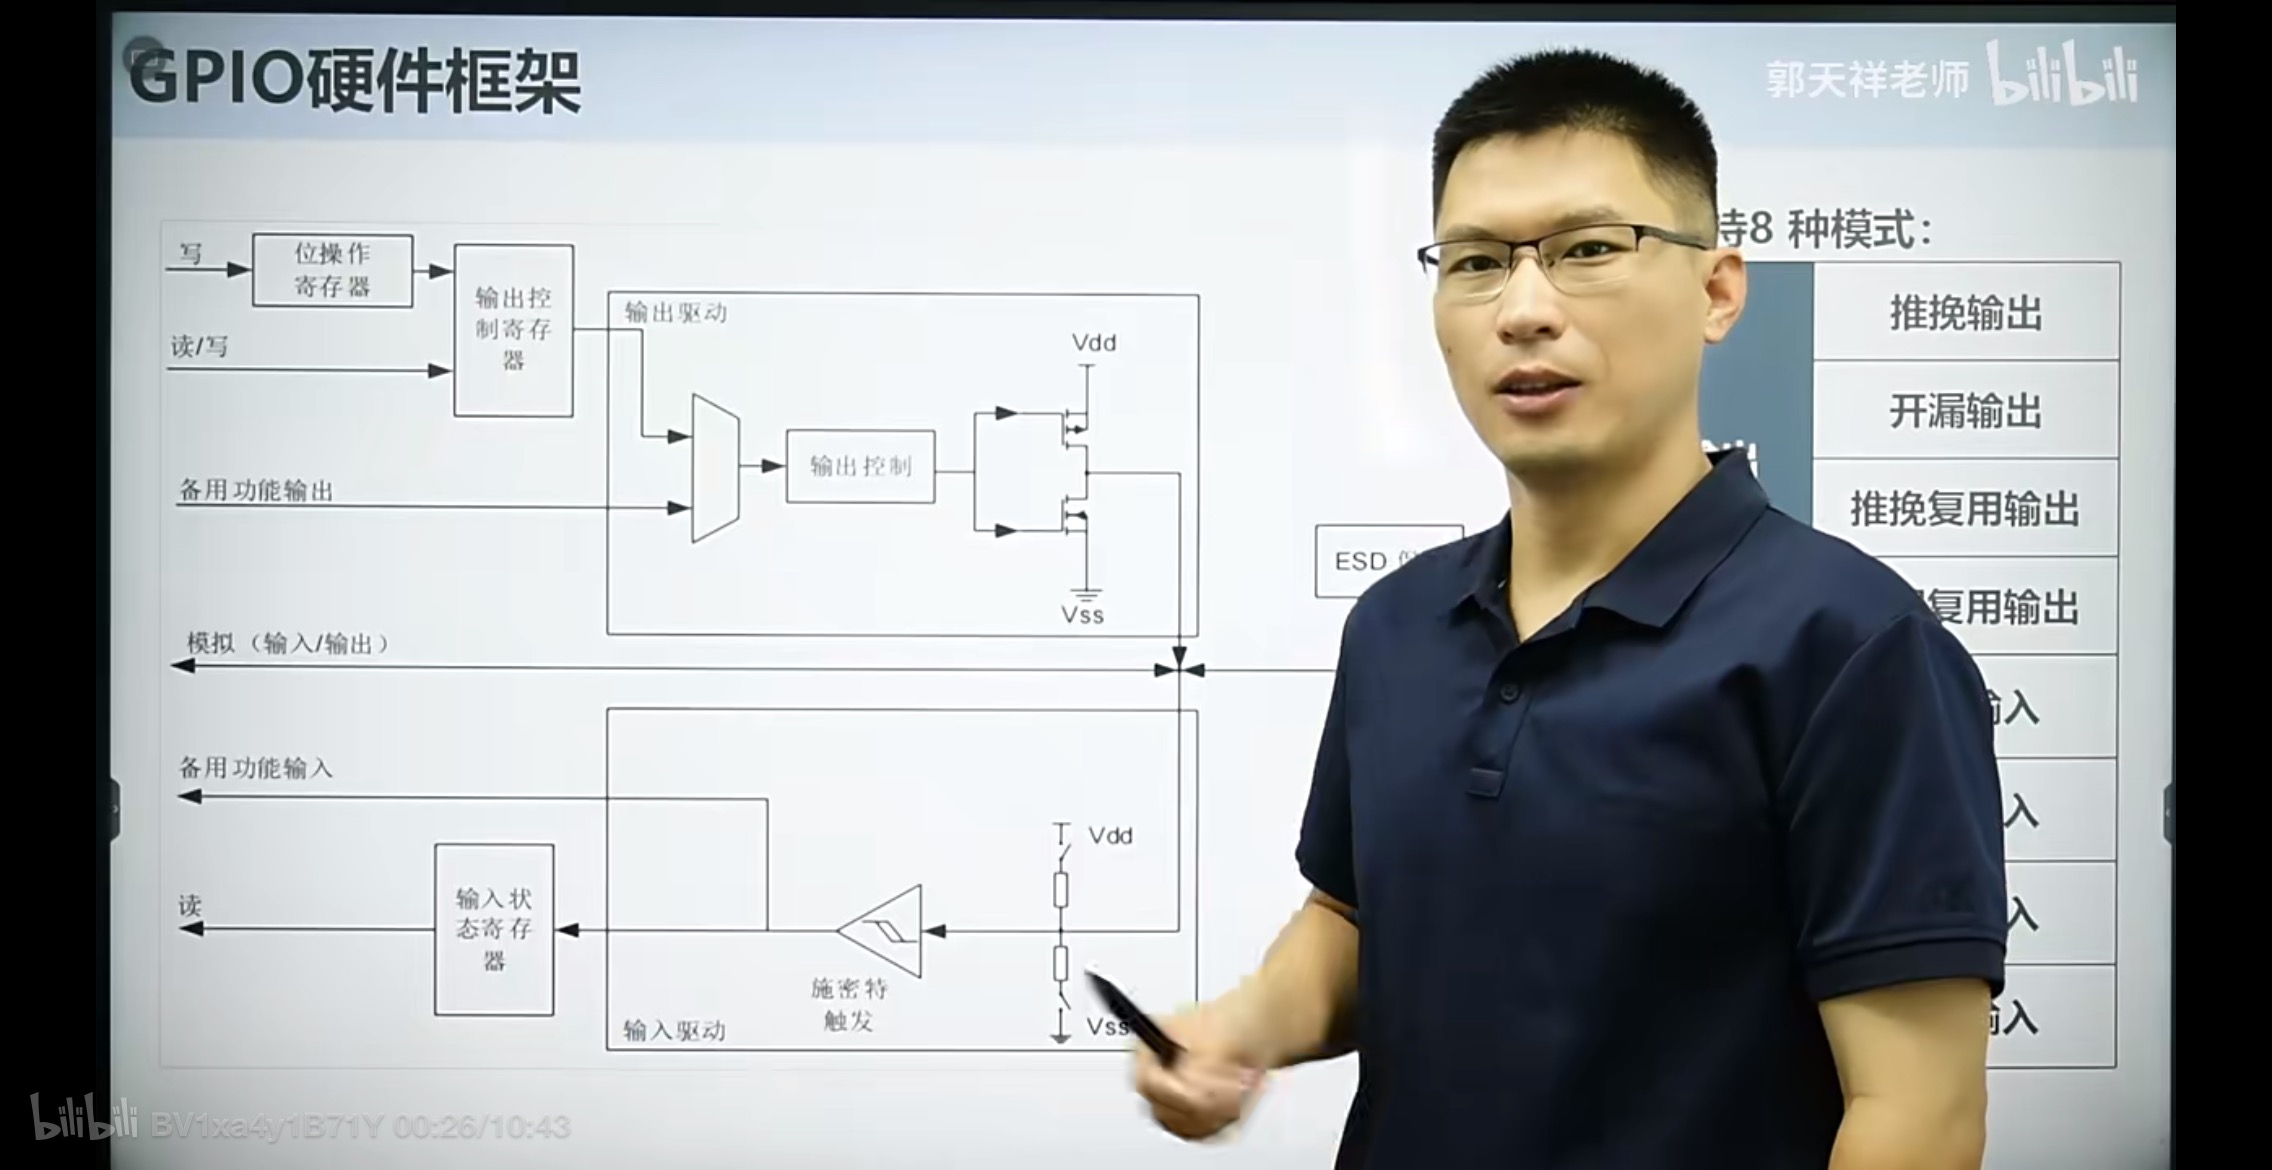 GPIO硬件框架
郭天祥老师 bilibili
特8 种模式：
写
位操作
寄存器
读/写
输出控
制寄存
器
输出驱动
Vdd
输出控制
备用功能输出
Vss
模拟（输入/输出）
ESD
备用功能输入
Vdd
读
输入状
态寄存
器
施密特
触发
Vss
输入驱动
推挽输出
开漏输出
推挽复用输出
复用输出
输入
入
入
输入
bilibili BV1xa4y1B71Y 00:26/10:43